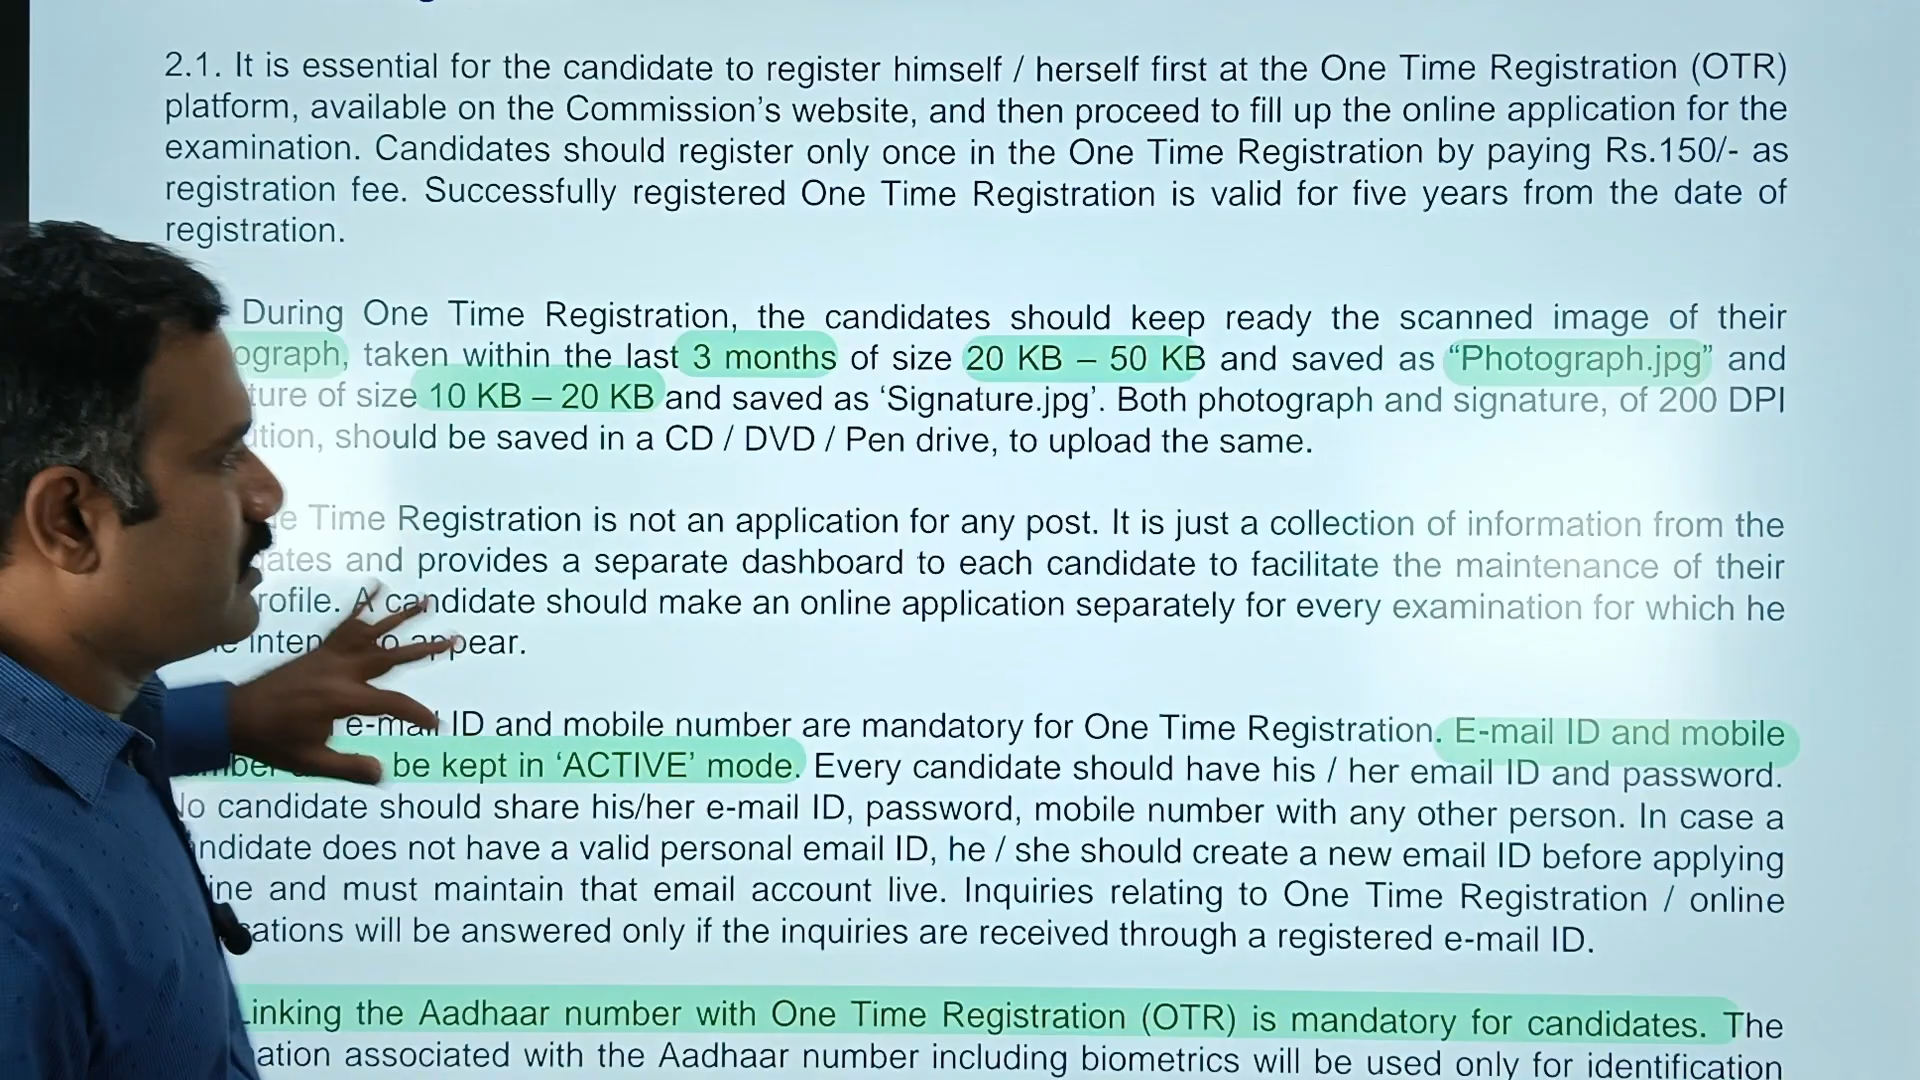 2.1. It is essential for the candidate to register himself / herself first at the One Time Registration (OTR)
platform, available on the Commission's website, and then proceed to fill up the online application for the
examination. Candidates should register only once in the One Time Registration by paying Rs.150/- as
registration fee. Successfully registered One Time Registration is valid for five years from the date of
registration.
During One Time Registration, the candidates should keep ready the scanned image of their
ograph, taken within the last 3 months of size 20 KB – 50 KB and saved as “Photograph.jpg” and
ture of size 10 KB – 20 KB and saved as ‘Signature.jpg’. Both photograph and signature, of 200 DPI
tion, should be saved in a CD / DVD / Pen drive, to upload the same.
e Time Registration is not an application for any post. It is just a collection of information from the
ates and provides a separate dashboard to each candidate to facilitate the maintenance of their
rofile. A candidate should make an online application separately for every examination for which he
appear.
e-mail ID and mobile number are mandatory for One Time Registration. E-mail ID and mobile
be kept in ‘ACTIVE’ mode. Every candidate should have his / her email ID and password.
No candidate should share his/her e-mail ID, password, mobile number with any other person. In case a
andidate does not have a valid personal email ID, he / she should create a new email ID before applying
ine and must maintain that email account live. Inquiries relating to One Time Registration / online
ations will be answered only if the inquiries are received through a registered e-mail ID.
Linking the Aadhaar number with One Time Registration (OTR) is mandatory for candidates. The
ation associated with the Aadhaar number including biometrics will be used only for identification